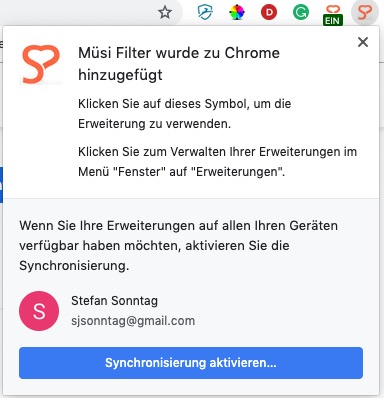 EIN
Müsi Filter wurde zu Chrome
hinzugefügt
Klicken Sie auf dieses Symbol, um die
Erweiterung zu verwenden.
Klicken Sie zum Verwalten Ihrer Erweiterungen im
Menü "Fenster" auf "Erweiterungen".
Wenn Sie Ihre Erweiterungen auf allen Ihren Geräten
verfügbar haben möchten, aktivieren Sie die
Synchronisierung.
S
Stefan Sonntag
sjsonntag@gmail.com
Synchronisierung aktivieren...